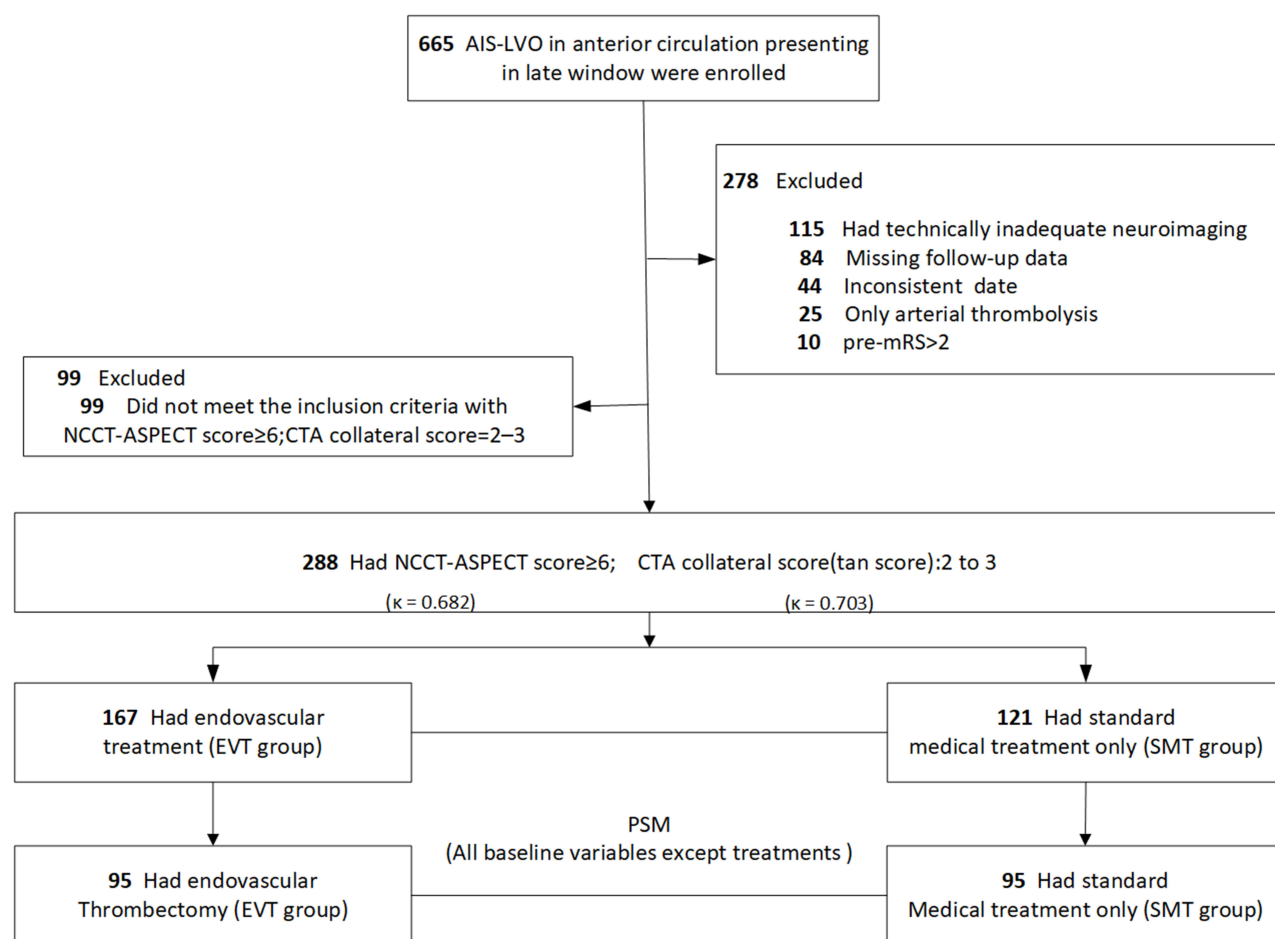 665 AIS-LVO in anterior circulation presenting
in late window were enrolled
278 Excluded
115 Had technically inadequate neuroimaging
84 Missing follow-up data
44 Inconsistent date
25 Only arterial thrombolysis
10 pre-mRS>2
99 Excluded
99 Did not meet the inclusion criteria with
NCCT-ASPECT score≥6;CTA collateral score=2–3
288 Had NCCT-ASPECT score≥6; CTA collateral score(tan score):2 to 3
(κ = 0.682) (κ = 0.703)
167 Had endovascular
treatment (EVT group)
121 Had standard
medical treatment only (SMT group)
PSM
(All baseline variables except treatments )
95 Had endovascular
Thrombectomy (EVT group)
95 Had standard
Medical treatment only (SMT group)